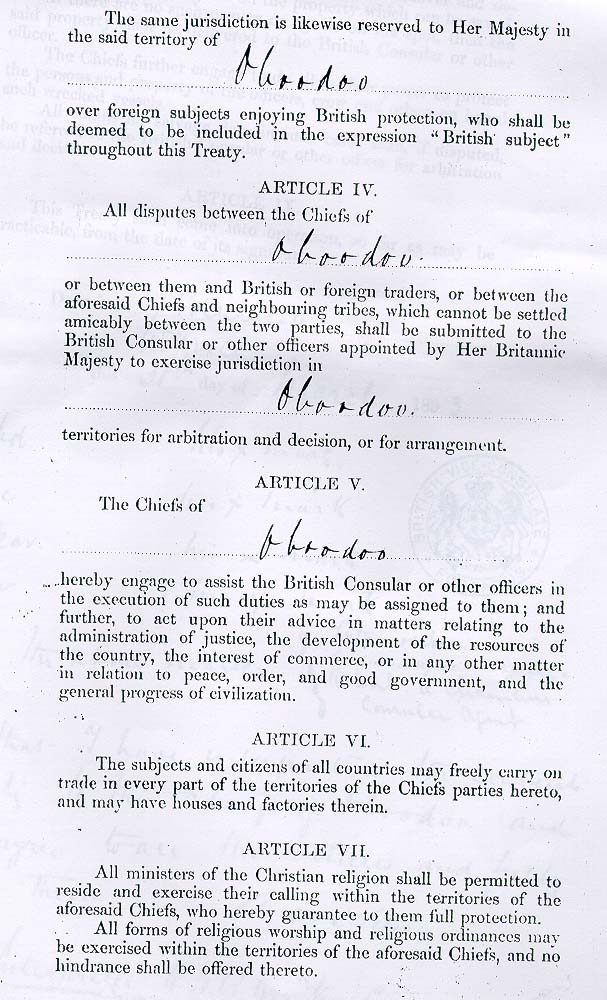 The same jurisdiction is likewise reserved to Her Majesty in
the said territory of
Oboodoo
over foreign subjects enjoying British protection, who shall be
deemed to be included in the expression "British subject"
throughout this Treaty.
ARTICLE IV.
All disputes between the Chiefs of
Oboodoo.
or between them and British or foreign traders, or between the
aforesaid Chiefs and neighbouring tribes, which cannot be settled
amicably between the two parties, shall be submitted to the
British Consular or other officers appointed by Her Britannic
Majesty to exercise jurisdiction in
Oboodoo.
territories for arbitration and decision, or for arrangement.
ARTICLE V.
The Chiefs of
Oboodoo
hereby engage to assist the British Consular or other officers in
the execution of such duties as may be assigned to them; and
further, to act upon their advice in matters relating to the
administration of justice, the development of the resources of
the country, the interest of commerce, or in any other matter
in relation to peace, order, and good government, and the
general progress of civilization.
ARTICLE VI.
The subjects and citizens of all countries may freely carry on
trade in every part of the territories of the Chiefs parties hereto,
and may have houses and factories therein.
ARTICLE VII.
All ministers of the Christian religion shall be permitted to
reside and exercise their calling within the territories of the
aforesaid Chiefs, who hereby guarantee to them full protection.
All forms of religious worship and religious ordinances may
be exercised within the territories of the aforesaid Chiefs, and no
hindrance shall be offered thereto.